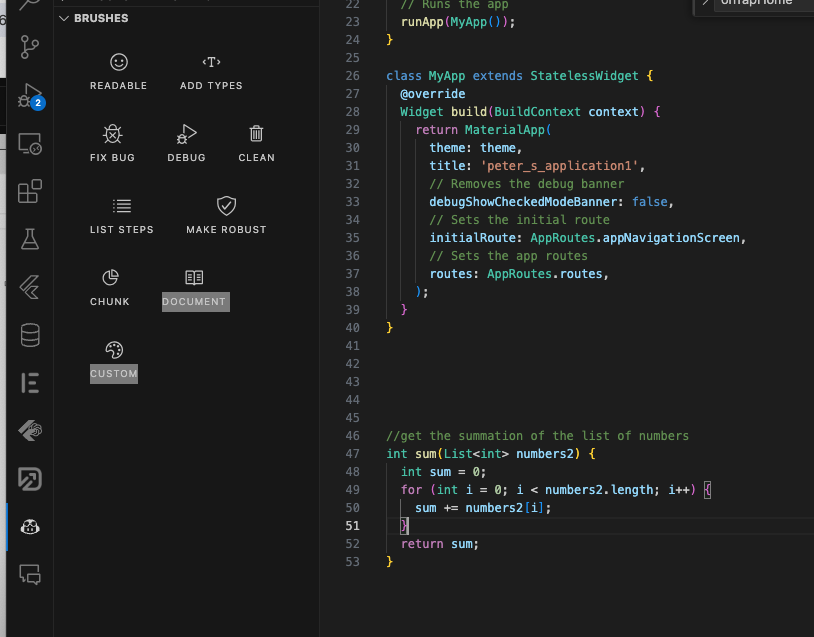 BRUSHES
READABLE
ADD TYPES
FIX BUG
DEBUG
CLEAN
LIST STEPS
MAKE ROBUST
CHUNK
DOCUMENT
CUSTOM
2
22 // Runs the app
23 runApp(MyApp());
24 }
25
26 class MyApp extends StatelessWidget {
27 @override
28 Widget build(BuildContext context) {
29 return MaterialApp(
30 theme: theme,
31 title: 'peter_s_application1',
32 // Removes the debug banner
33 debugShowCheckedModeBanner: false,
34 // Sets the initial route
35 initialRoute: AppRoutes.appNavigationScreen,
36 // Sets the app routes
37 routes: AppRoutes.routes,
38 );
39 }
40 }
41
42
43
44
45
46 //get the summation of the list of numbers
47 int sum(List<int> numbers2) {
48 int sum = 0;
49 for (int i = 0; i < numbers2.length; i++) {
50 sum += numbers2[i];
51 }
52 return sum;
53 }